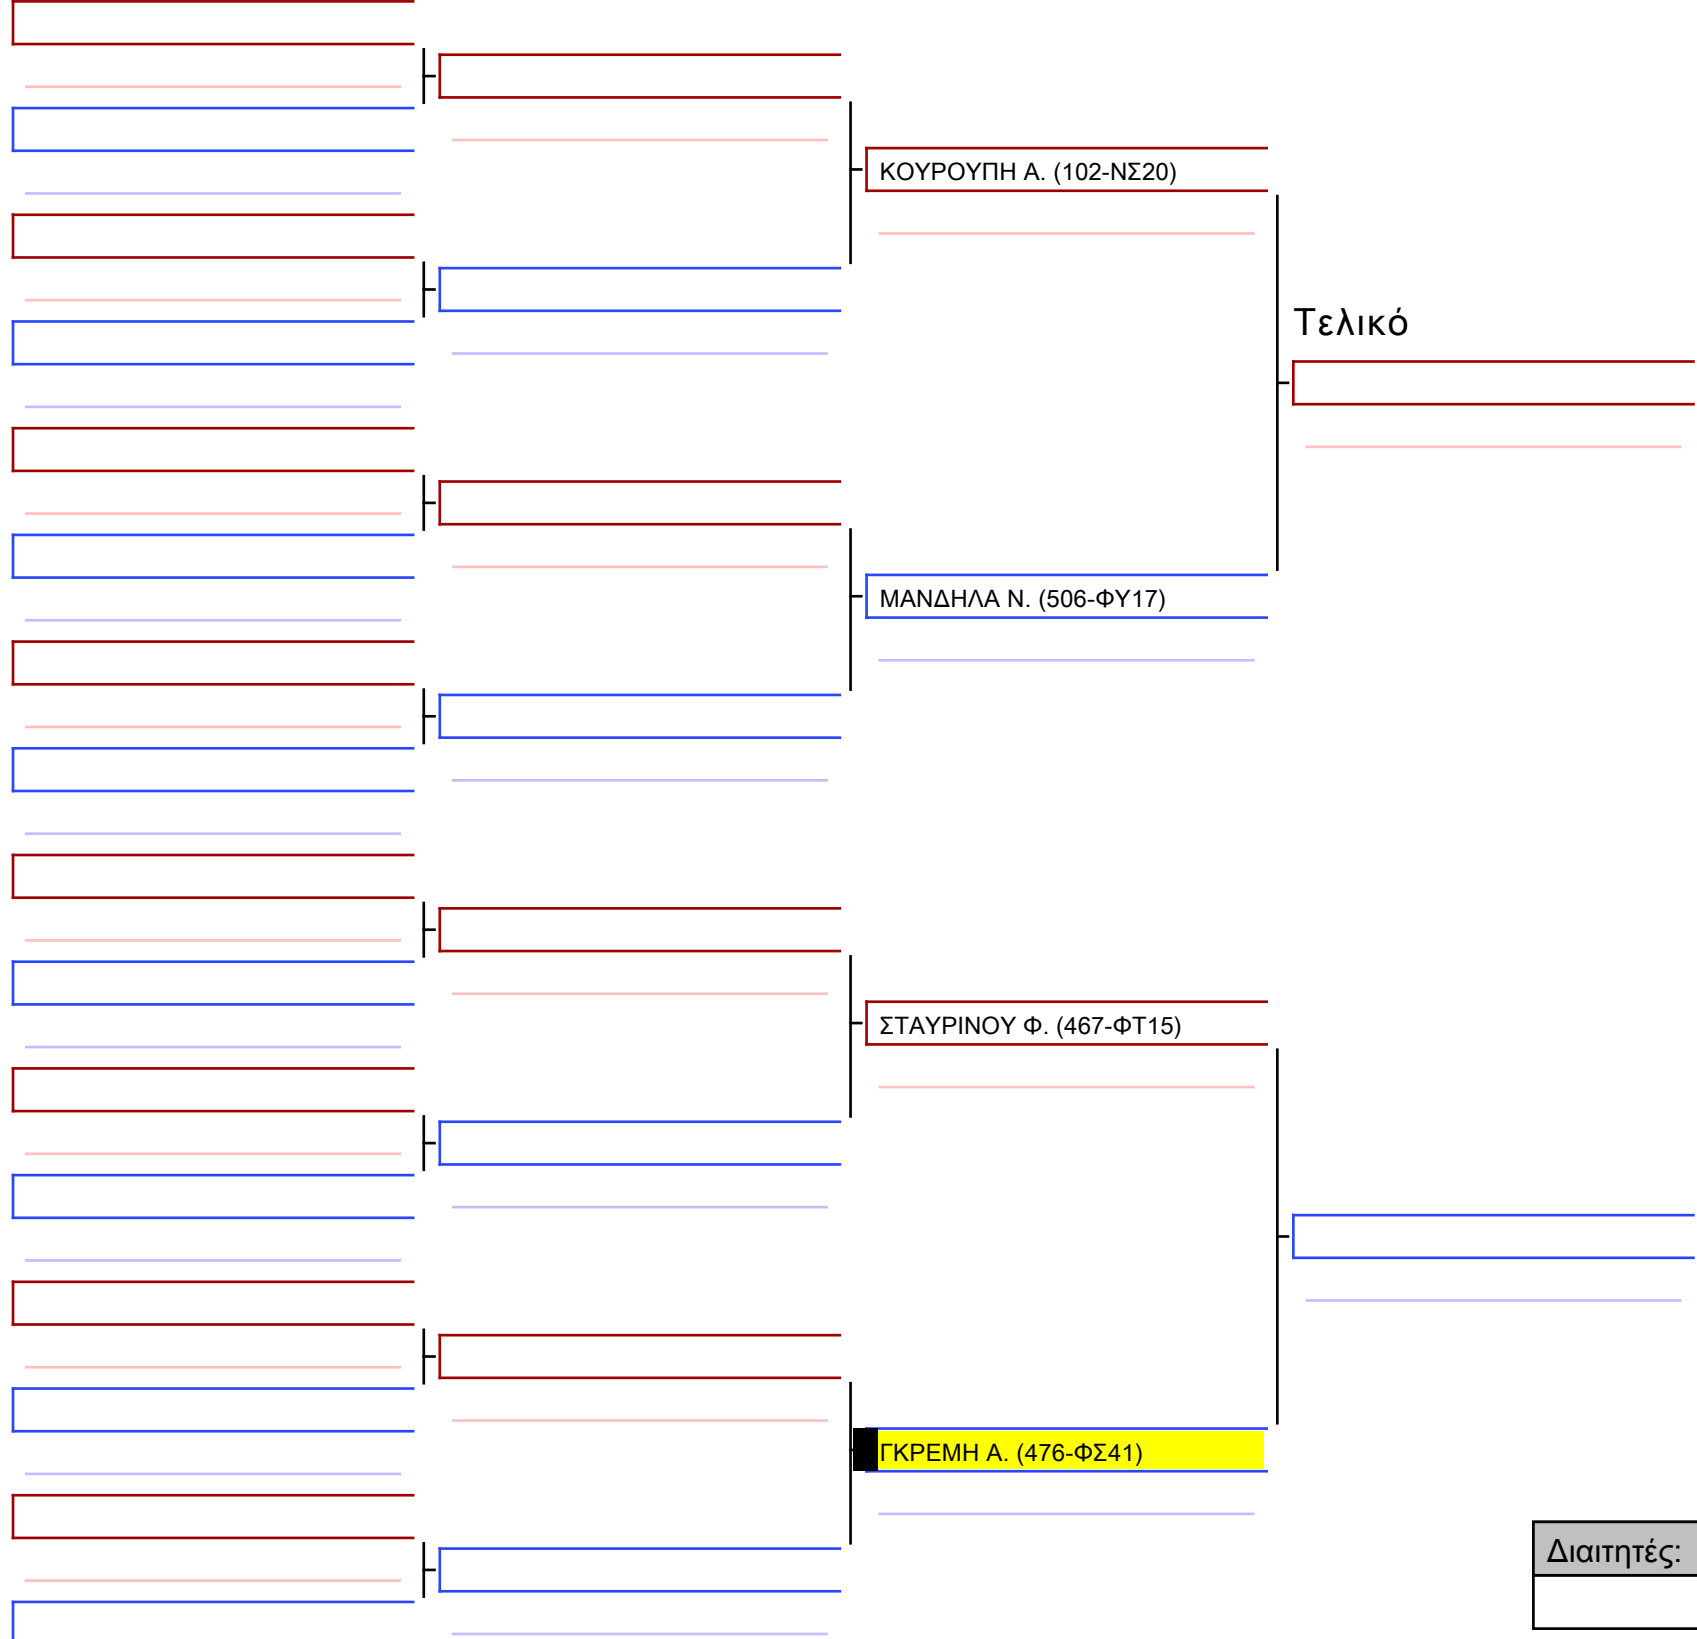 ΚΟΥΡΟΥΠΗ Α. (102-ΝΣ20)
Τελικό
ΜΑΝΔΗΛΑ Ν. (506-ΦΥ17)
ΣΤΑΥΡΙΝΟΥ Φ. (467-ΦΤ15)
ΓΚΡΕΜΗ Α. (476-ΦΣ41)
Διαιτητές: